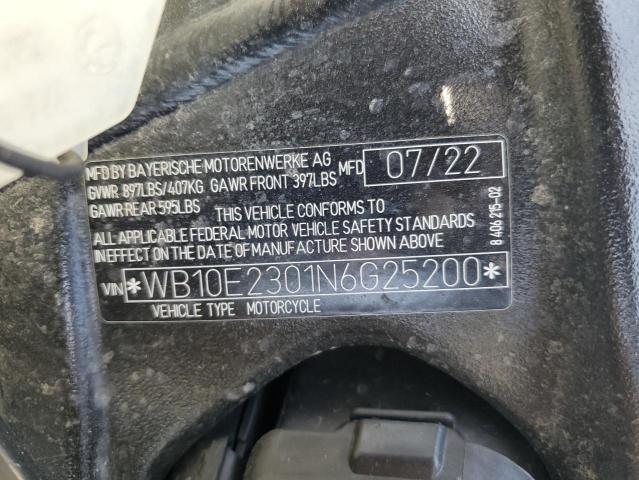 MFD BY BAYERISCHE MOTORENWERKE AG MFD 07/22
GVWR 897LBS/407KG GAWR FRONT 397LBS
GAWR REAR 595LBS THIS VEHICLE CONFORMS TO
ALL APPLICABLE FEDERAL MOTOR VEHICLE SAFETY STANDARDS
IN EFFECT ON THE DATE OF MANUFACTURE SHOWN ABOVE
8 406 215-02
VIN *WB10E2301N6G25200*
VEHICLE TYPE MOTORCYCLE